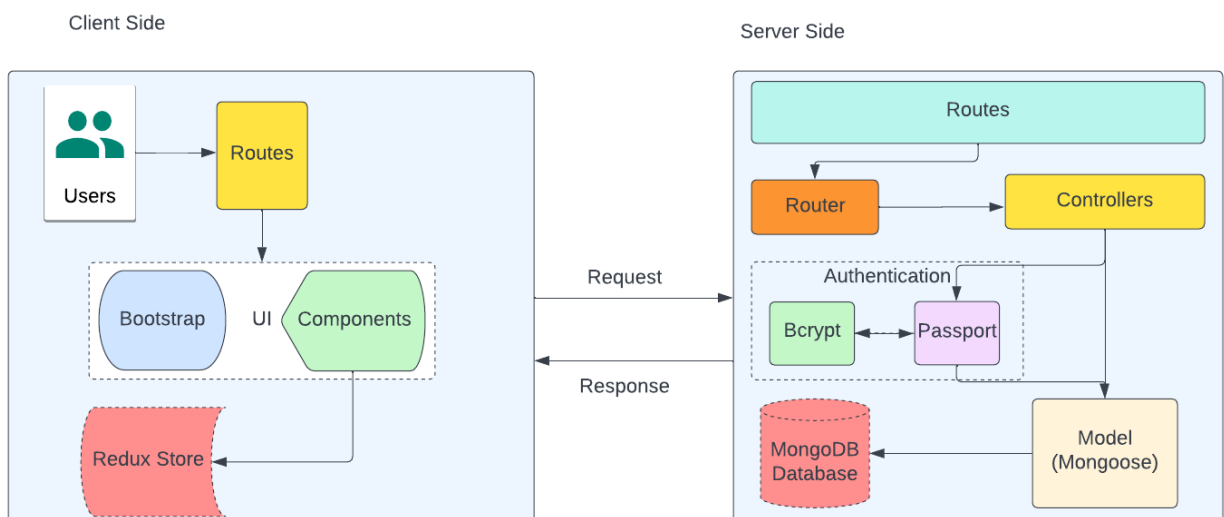 Client Side
Server Side
Users
Routes
Bootstrap
UI
Components
Redux Store
Request
Response
Routes
Router
Controllers
Authentication
Bcrypt
Passport
MongoDB
Database
Model
(Mongoose)